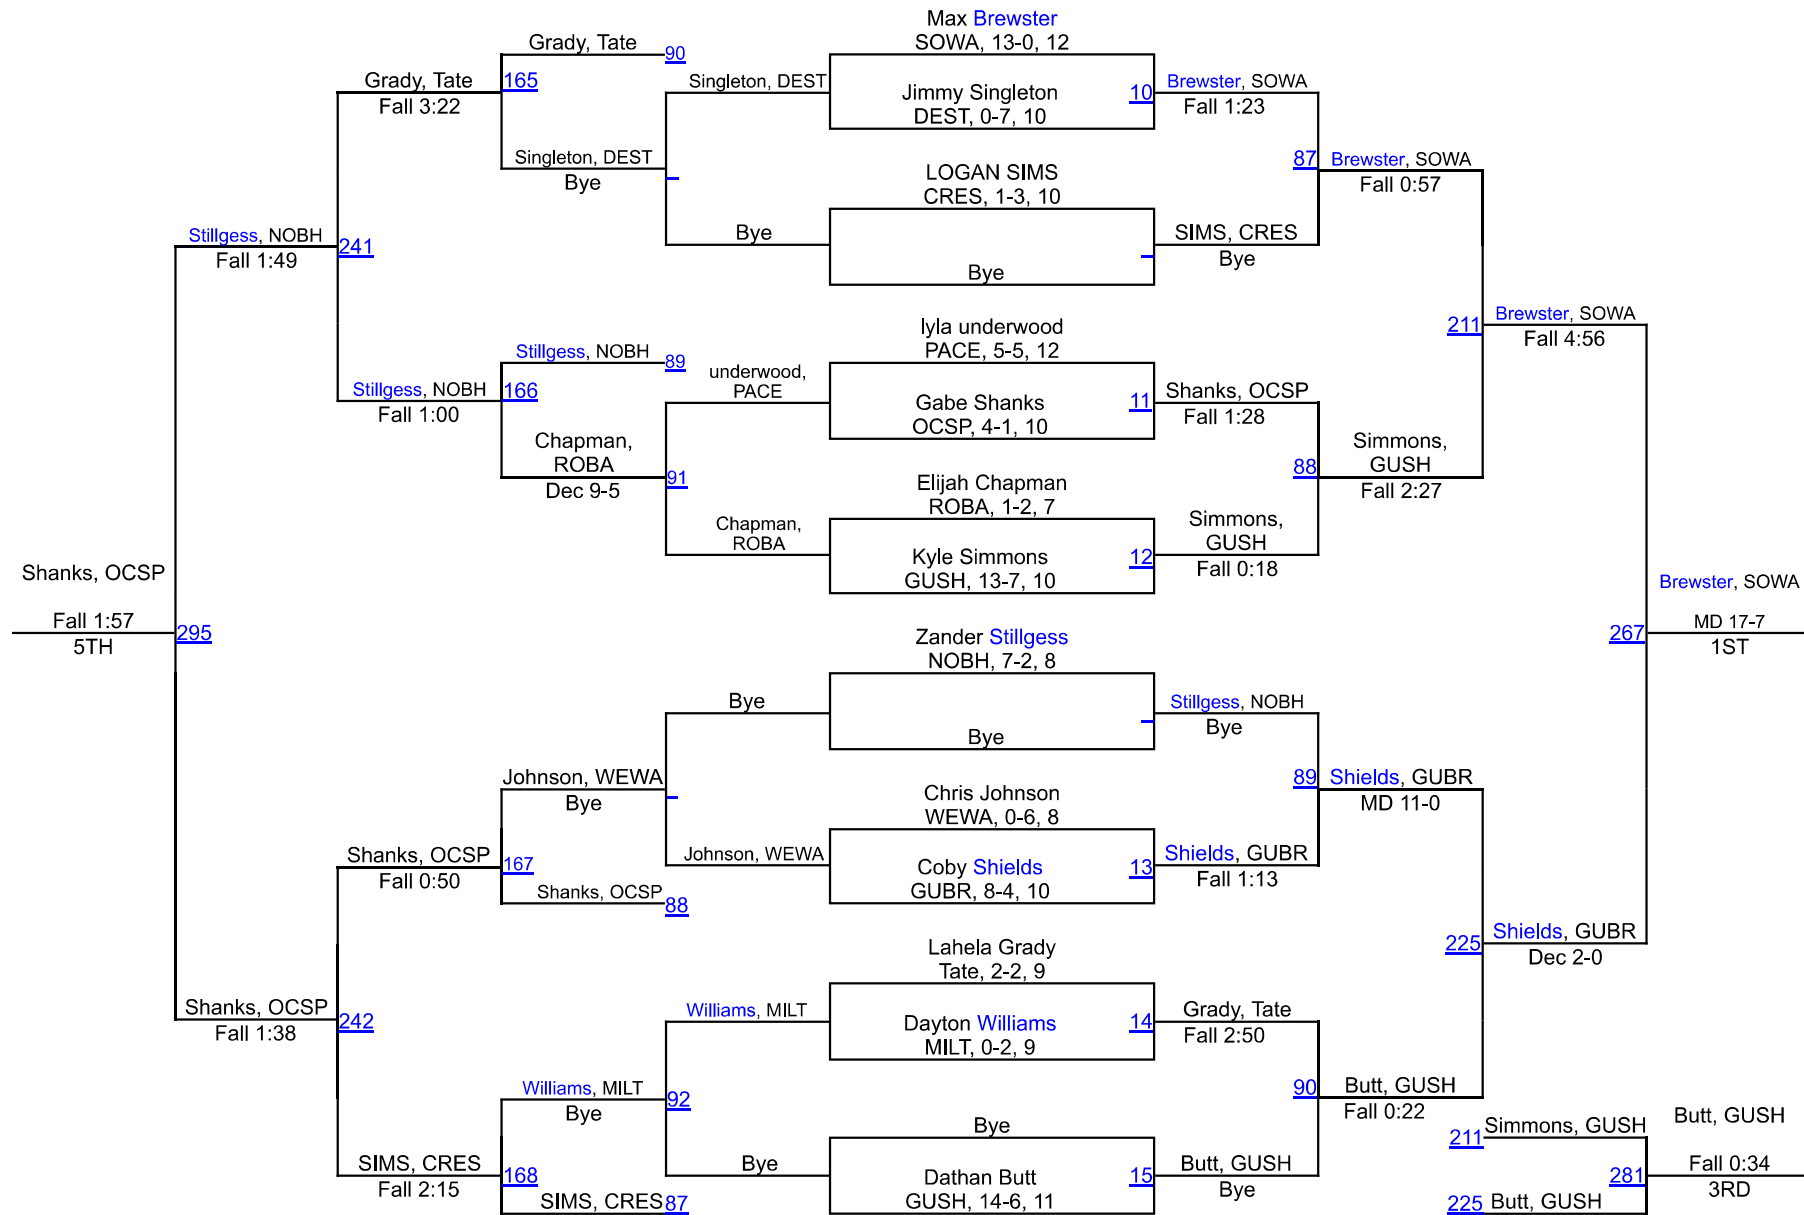 Max Brewster
SOWA, 13-0, 12
Grady, Tate
90
Grady, Tate
165
Singleton, DEST
Jimmy Singleton
10
Brewster, SOWA
Fall 3:22
DEST, 0-7, 10
Fall 1:23
Singleton, DEST
Bye
LOGAN SIMS
CRES, 1-3, 10
87
Brewster, SOWA
Fall 0:57
Stillgess, NOBH
241
Fall 1:49
Bye
SIMS, CRES
Bye
Bye
lyla underwood
PACE, 5-5, 12
211
Brewster, SOWA
Fall 4:56
Stillgess, NOBH
89
Stillgess, NOBH
166
Fall 1:00
underwood,
PACE
Gabe Shanks
OCSP, 4-1, 10
11
Shanks, OCSP
Fall 1:28
Chapman,
ROBA
Dec 9-5
91
Elijah Chapman
ROBA, 1-2, 7
88
Simmons,
GUSH
Fall 2:27
Chapman,
ROBA
Kyle Simmons
GUSH, 13-7, 10
12
Simmons,
GUSH
Fall 0:18
Shanks, OCSP
Fall 1:57
5TH
295
Brewster, SOWA
267
MD 17-7
1ST
Zander Stillgess
NOBH, 7-2, 8
Bye
Bye
Stillgess, NOBH
Bye
Johnson, WEWA
Bye
Chris Johnson
WEWA, 0-6, 8
89
Shields, GUBR
MD 11-0
Shanks, OCSP
167
Fall 0:50
Johnson, WEWA
Coby Shields
GUBR, 8-4, 10
13
Shields, GUBR
Fall 1:13
Shanks, OCSP
88
225
Shields, GUBR
Dec 2-0
Lahela Grady
Tate, 2-2, 9
Shanks, OCSP
242
Fall 1:38
Williams, MILT
Dayton Williams
MILT, 0-2, 9
14
Grady, Tate
Fall 2:50
Williams, MILT
92
Bye
90
Butt, GUSH
Fall 0:22
Bye
211
Simmons, GUSH
Butt, GUSH
SIMS, CRES
168
Fall 2:15
Bye
Dathan Butt
GUSH, 14-6, 11
15
Butt, GUSH
Bye
281
Fall 0:34
3RD
SIMS, CRES
87
225
Butt, GUSH